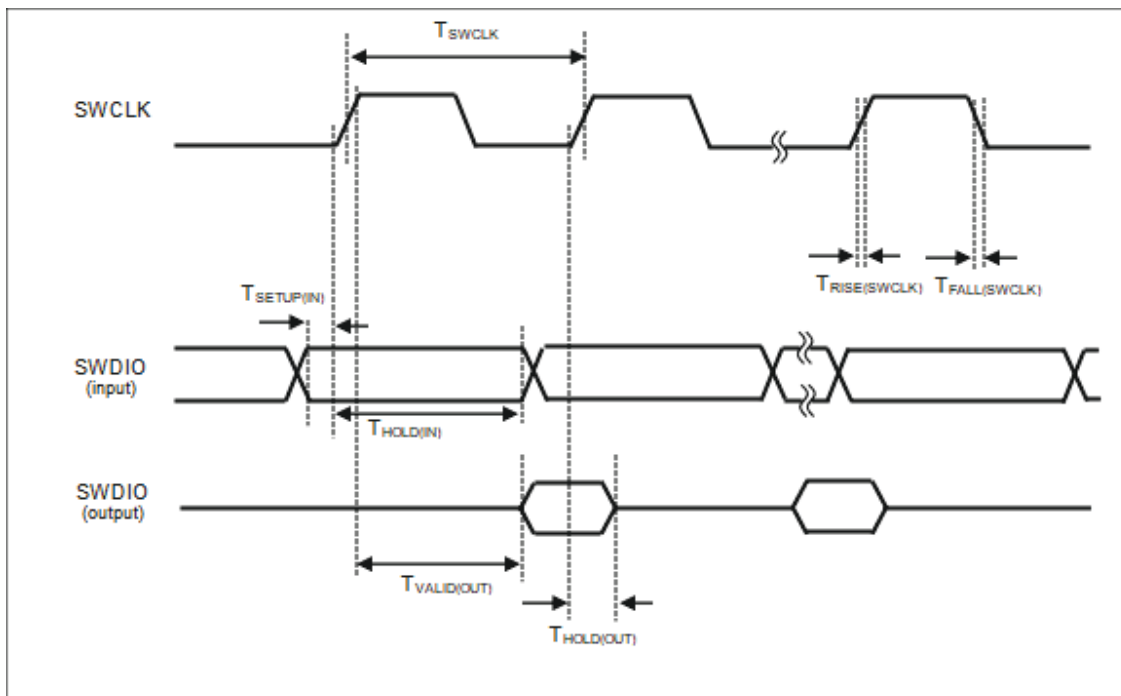 TSWCLK
SWCLK
TRISE(SWCLK)
TFALL(SWCLK)
TSETUP(IN)
SWDIO
(input)
THOLD(IN)
SWDIO
(output)
TVALID(OUT)
THOLD(OUT)